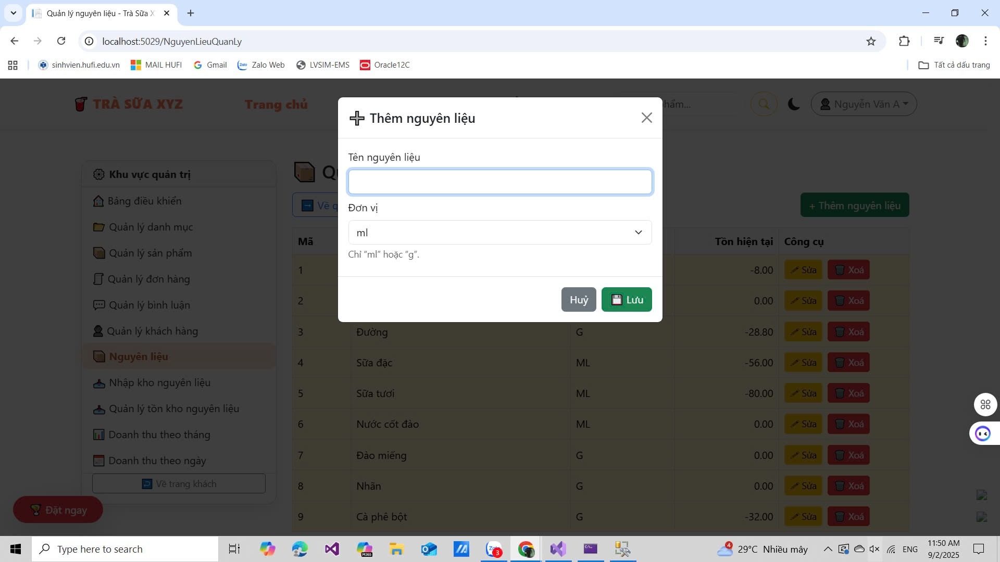 Quản lý nguyên liệu - Trà Sữa X
localhost:5029/NguyenLieuQuanLy
sinhvien.hufi.edu.vn MAIL HUFI Gmail Zalo Web LVSIM-EMS Oracle12C Tất cả dấu trang
TRÀ SỮA XYZ Trang chủ Nguyễn Văn A
Thêm nguyên liệu
Tên nguyên liệu
Đơn vị
ml
Chỉ “ml” hoặc “g”.
Huỷ Lưu
Khu vực quản trị
Bảng điều khiển
Quản lý danh mục
Quản lý sản phẩm
Quản lý đơn hàng
Quản lý bình luận
Quản lý khách hàng
Nguyên liệu
Nhập kho nguyên liệu
Quản lý tồn kho nguyên liệu
Doanh thu theo tháng
Doanh thu theo ngày
Về trang khách
Đặt ngay
+ Thêm nguyên liệu
Mã Tồn hiện tại Công cụ
1 -8.00 Sửa Xoá
2 0.00 Sửa Xoá
3 Đường G -28.80 Sửa Xoá
4 Sữa đặc ML -56.00 Sửa Xoá
5 Sữa tươi ML -80.00 Sửa Xoá
6 Nước cốt đào ML 0.00 Sửa Xoá
7 Đào miếng G 0.00 Sửa Xoá
8 Nhãn G 0.00 Sửa Xoá
9 Cà phê bột G -32.00 Sửa Xoá
Type here to search
29°C Nhiều mây
ENG
11:50 AM
9/2/2025